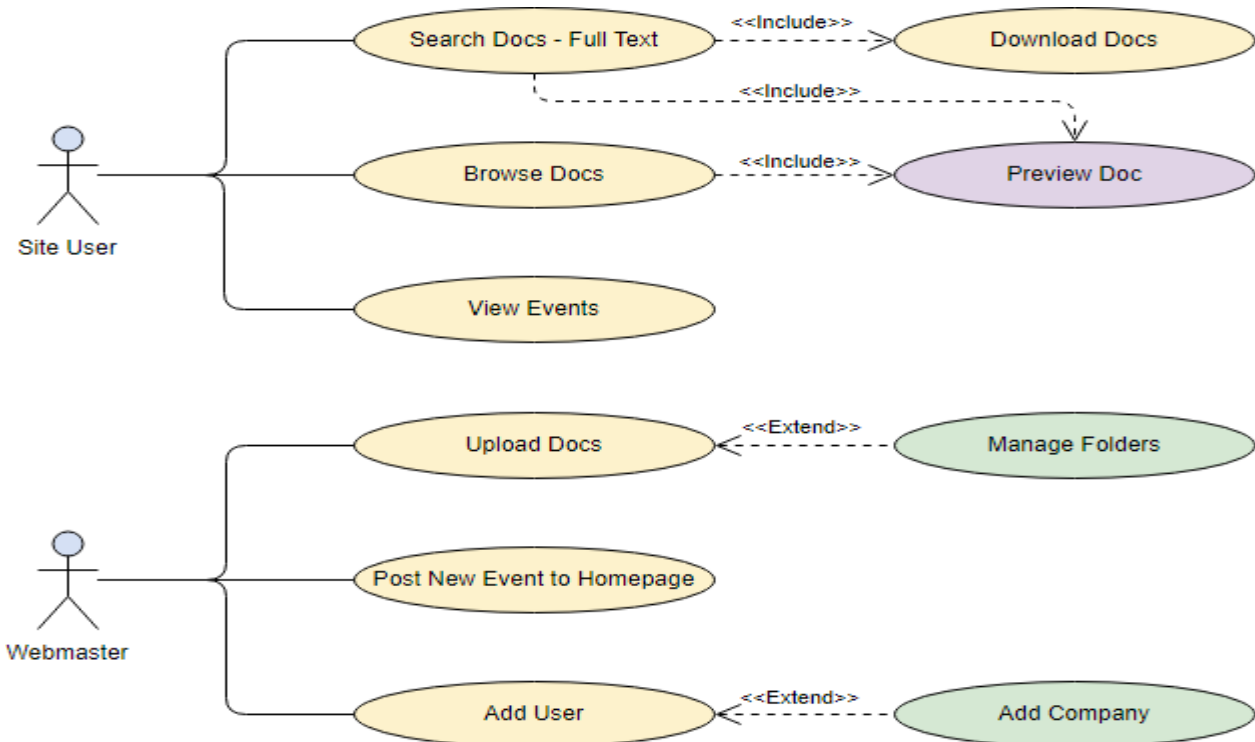 Search Docs - Full Text
<<Include>>
Download Docs
<<Include>>
Browse Docs
<<Include>>
Preview Doc
Site User
View Events
Upload Docs
<<Extend>>
Manage Folders
Post New Event to Homepage
Webmaster
Add User
<<Extend>>
Add Company